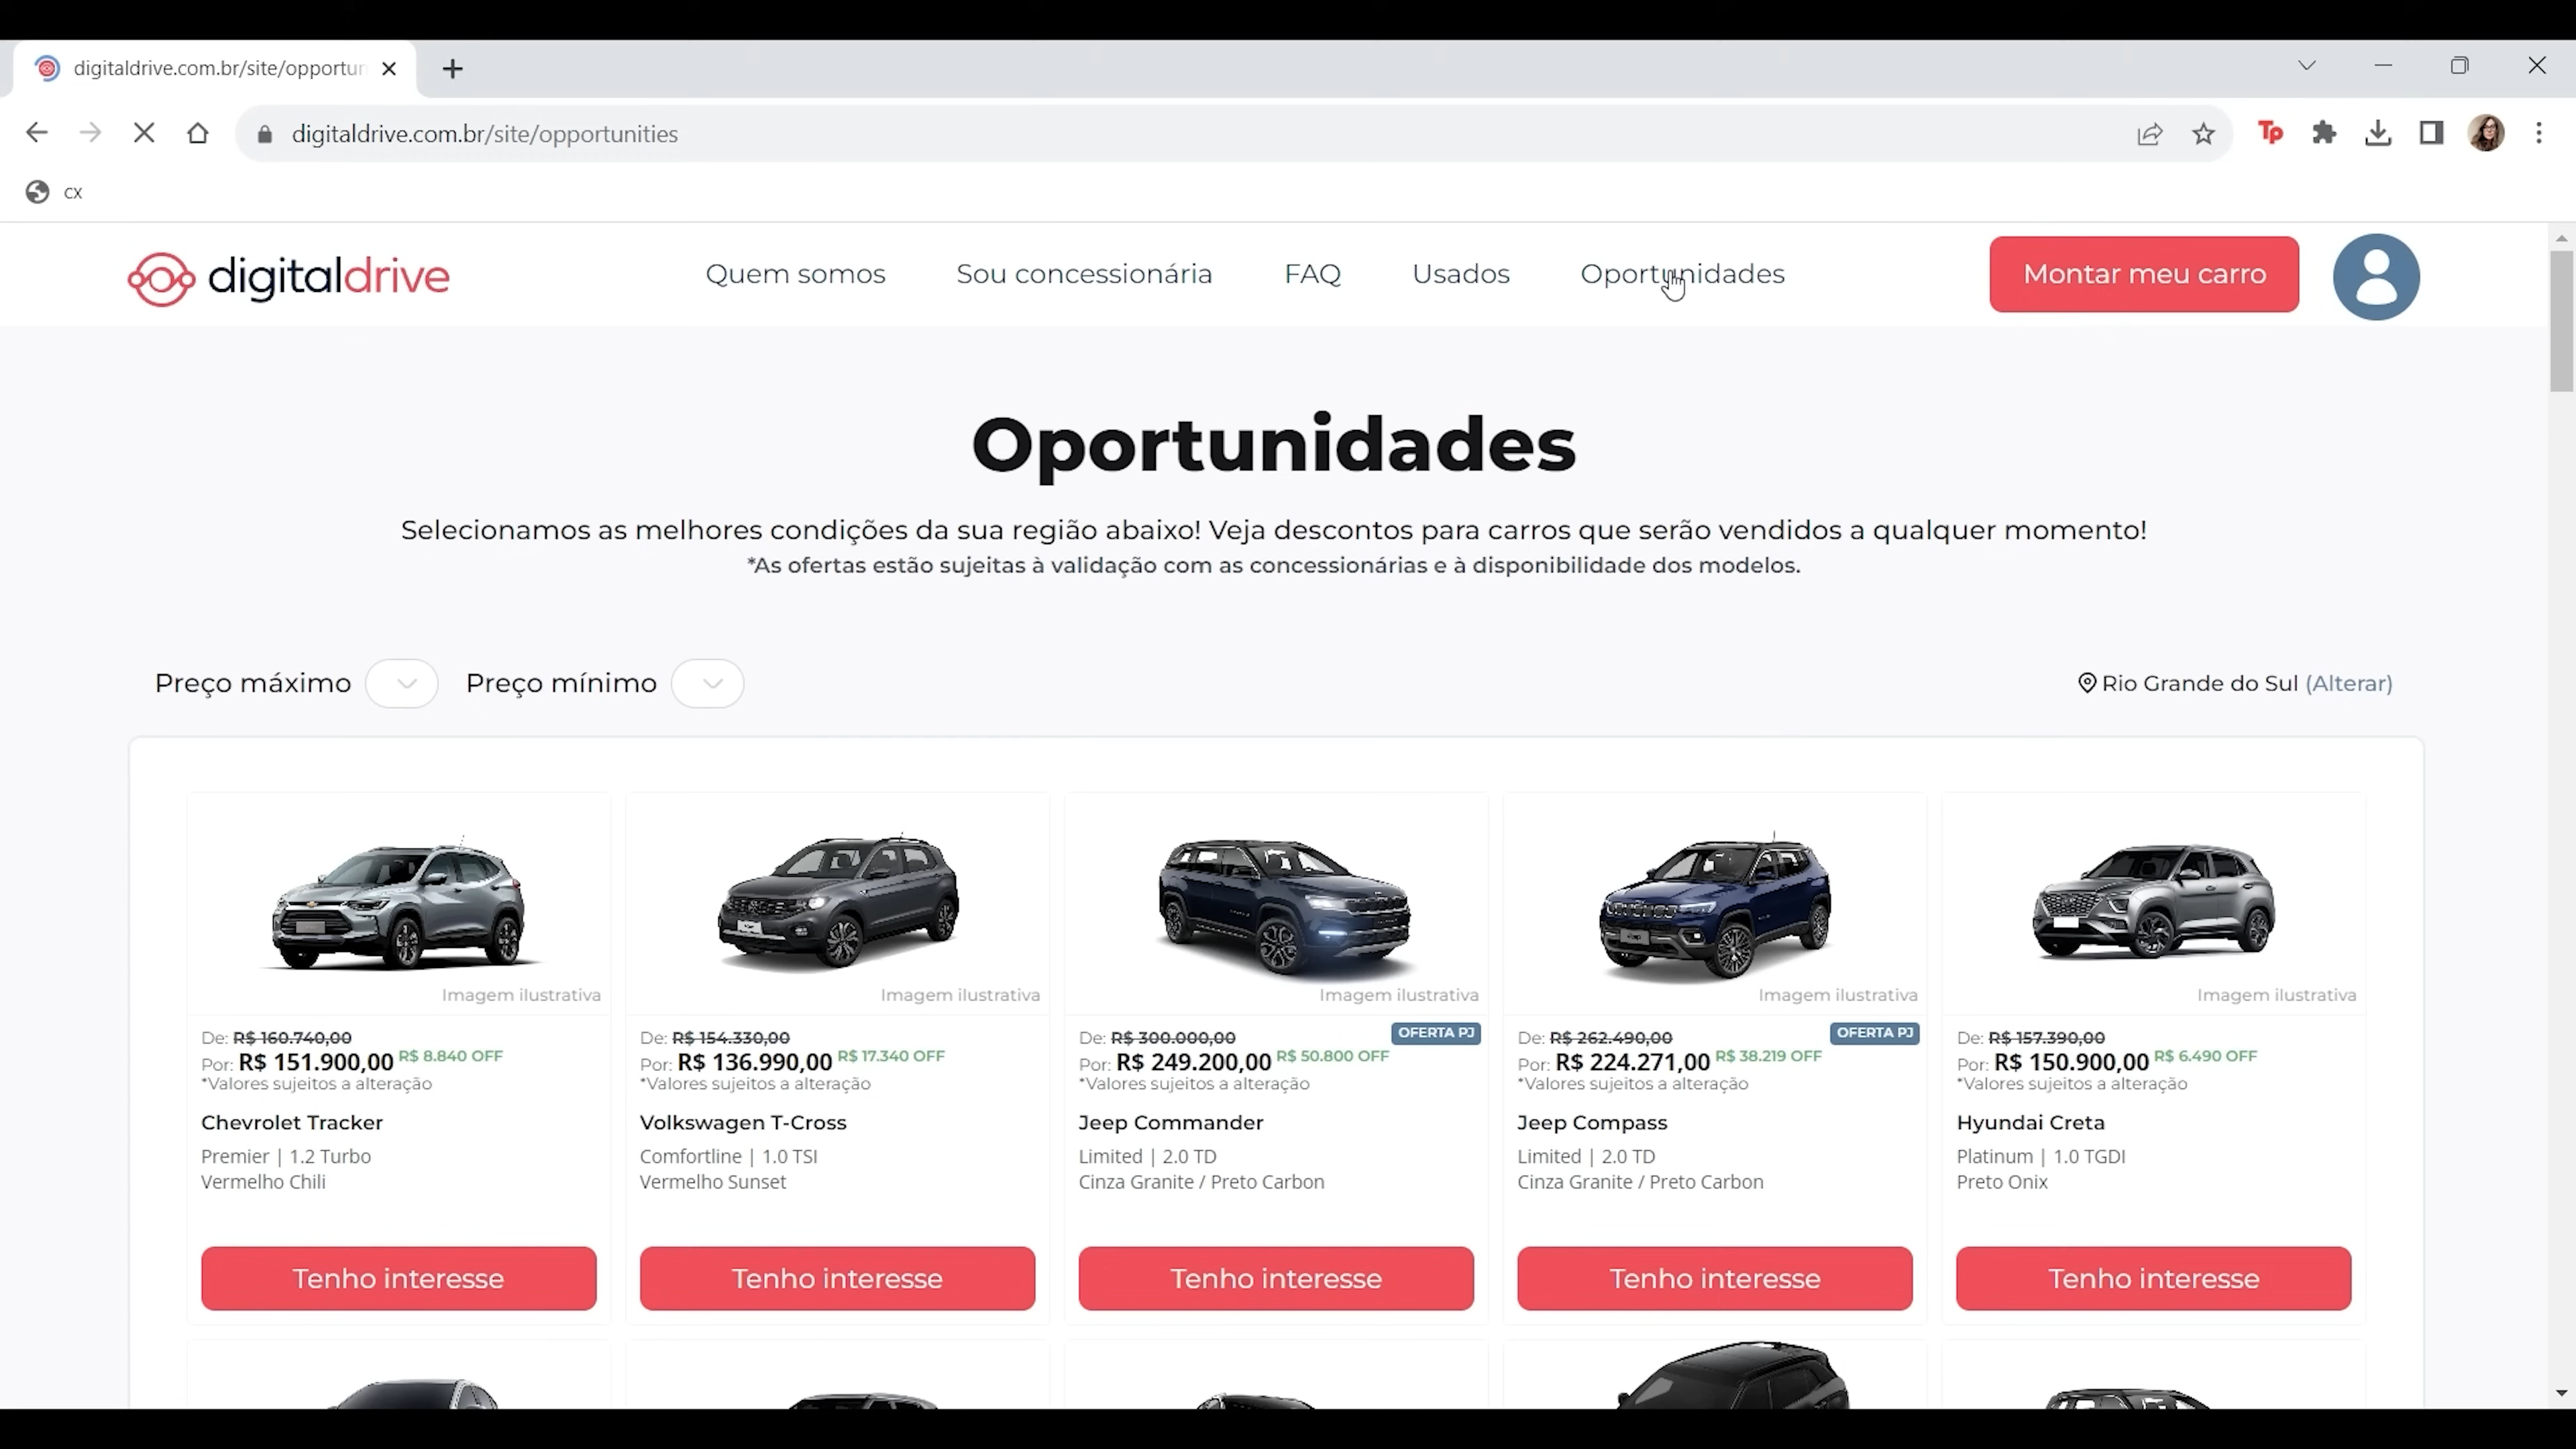 digitaldrive.com.br/site/opportun
digitaldrive.com.br/site/opportunities
Tp
cx
digitaldrive
Quem somos
Sou concessionária
FAQ
Usados
Oportunidades
Montar meu carro
Oportunidades
Selecionamos as melhores condições da sua região abaixo! Veja descontos para carros que serão vendidos a qualquer momento!
*As ofertas estão sujeitas à validação com as concessionárias e à disponibilidade dos modelos.
Preço máximo
Preço mínimo
Rio Grande do Sul (Alterar)
Imagem ilustrativa
De: R$ 160.740,00
Por: R$ 151.900,00 R$ 8.840 OFF
*Valores sujeitos a alteração
Chevrolet Tracker
Premier | 1.2 Turbo
Vermelho Chili
Tenho interesse
Imagem ilustrativa
De: R$ 154.330,00
Por: R$ 136.990,00 R$ 17.340 OFF
*Valores sujeitos a alteração
Volkswagen T-Cross
Comfortline | 1.0 TSI
Vermelho Sunset
Tenho interesse
Imagem ilustrativa
OFERTA PJ
De: R$ 300.000,00
Por: R$ 249.200,00 R$ 50.800 OFF
*Valores sujeitos a alteração
Jeep Commander
Limited | 2.0 TD
Cinza Granite / Preto Carbon
Tenho interesse
Imagem ilustrativa
OFERTA PJ
De: R$ 262.490,00
Por: R$ 224.271,00 R$ 38.219 OFF
*Valores sujeitos a alteração
Jeep Compass
Limited | 2.0 TD
Cinza Granite / Preto Carbon
Tenho interesse
Imagem ilustrativa
De: R$ 157.390,00
Por: R$ 150.900,00 R$ 6.490 OFF
*Valores sujeitos a alteração
Hyundai Creta
Platinum | 1.0 TGDI
Preto Onix
Tenho interesse